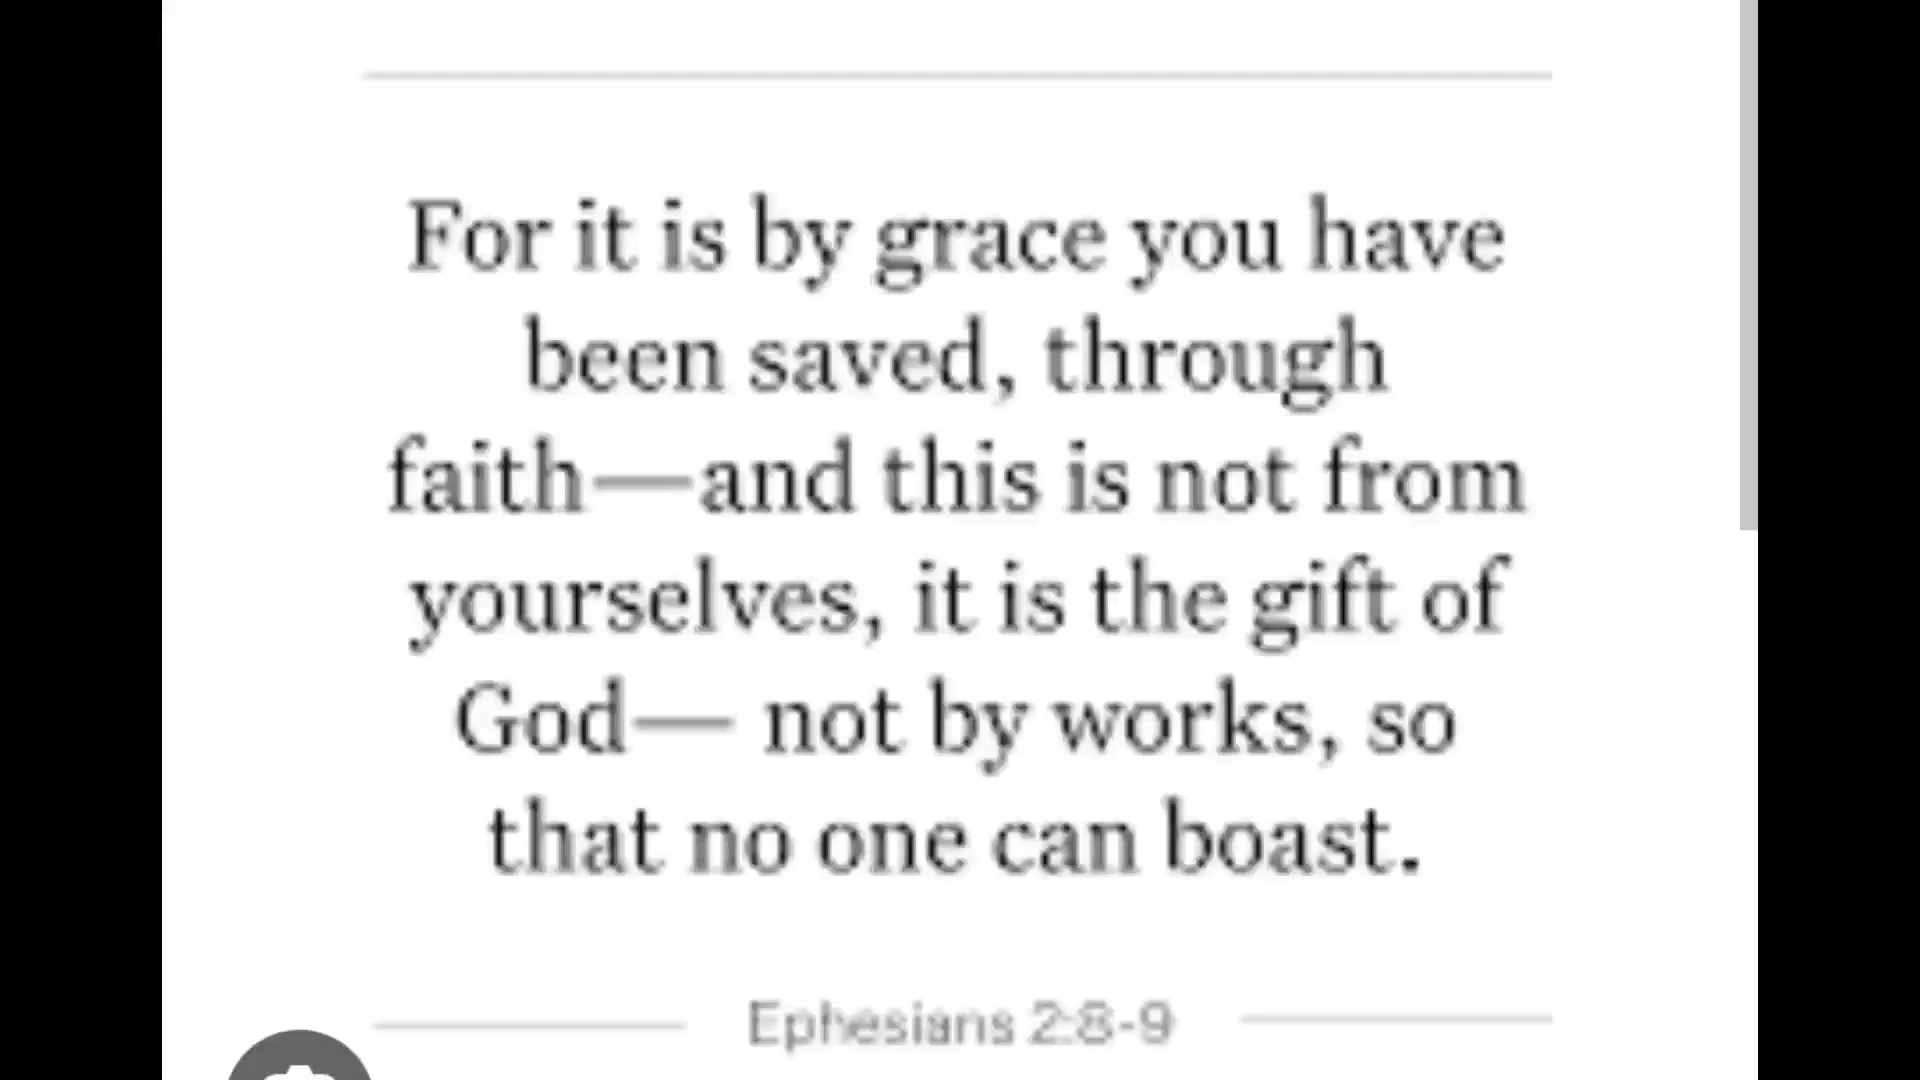 For it is by grace you have
been saved, through
faith—and this is not from
yourselves, it is the gift of
God— not by works, so
that no one can boast.
Ephesians 2:8-9